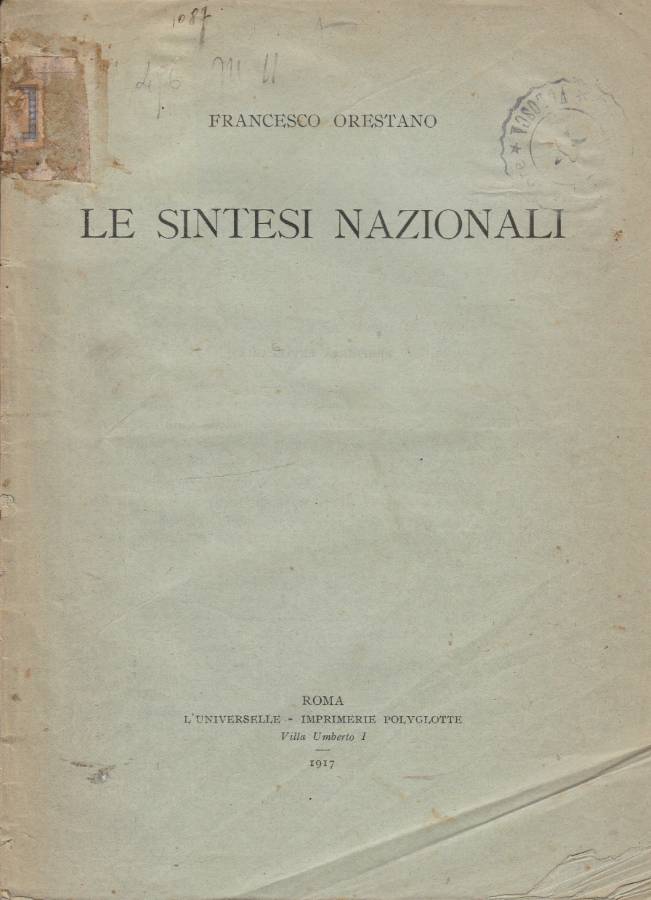 1087
FRANCESCO ORESTANO
LE SINTESI NAZIONALI
ROMA
L'UNIVERSELLE - IMPRIMERIE POLYGLOTTE
Villa Umberto I
1917